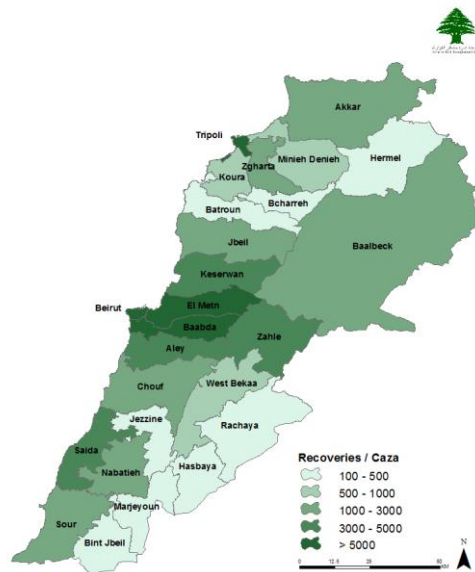 Akkar
Tripoli
Hermel
Zgharta
Minieh Denieh
Koura
Bcharreh
Batroun
Jbeil
Baalbeck
Keserwan
Beirut
El Metn
Baabda
Zahle
Aley
West Bekaa
Chouf
Jezzine
Rachaya
Saida
Hasbaya
Nabatieh
Marjeyoun
Sour
Bint Jbeil
Recoveries / Caza
100 - 500
500 - 1000
1000 - 3000
3000 - 5000
> 5000
N